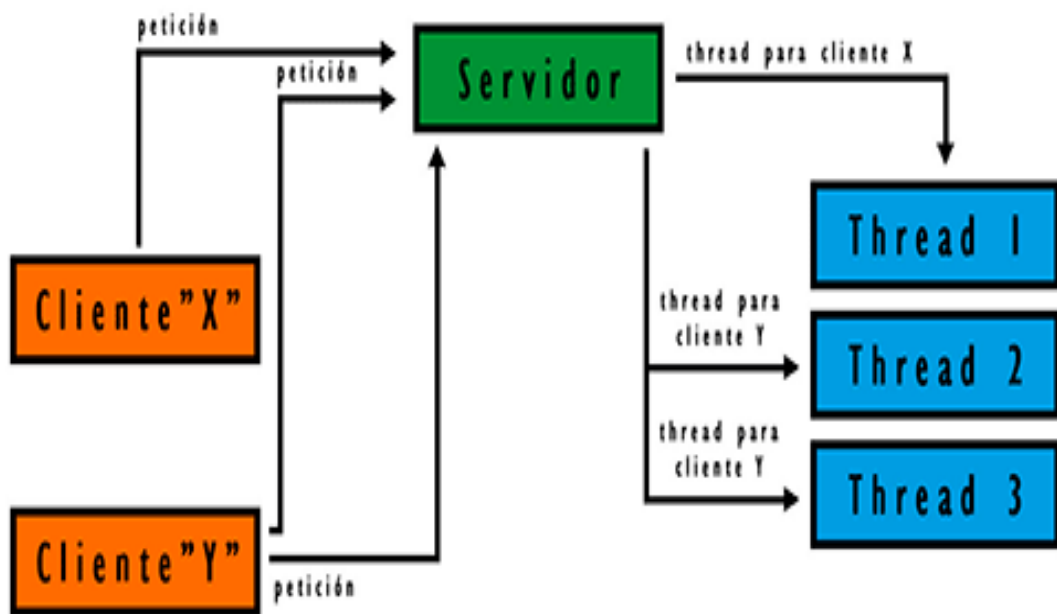 petición
petición
Servidor
thread para cliente X
Thread 1
Cliente"X"
thread para
cliente Y
Thread 2
thread para
cliente Y
Thread 3
Cliente"Y"
petición